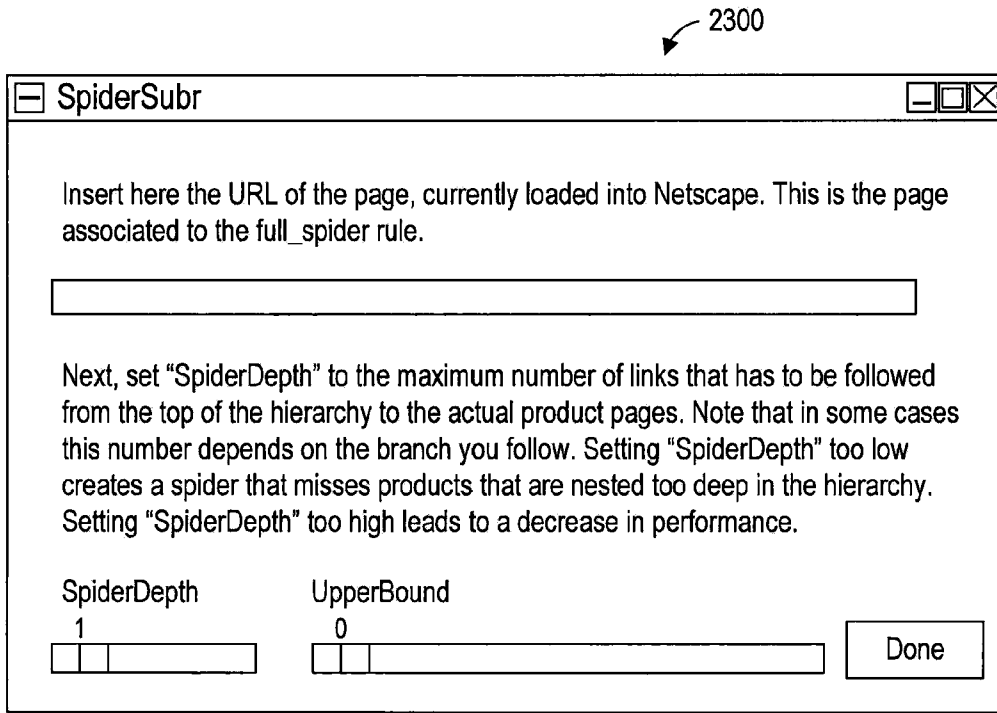 2300
SpiderSubr
Insert here the URL of the page, currently loaded into Netscape. This is the page
associated to the full_spider rule.
Next, set “SpiderDepth” to the maximum number of links that has to be followed
from the top of the hierarchy to the actual product pages. Note that in some cases
this number depends on the branch you follow. Setting “SpiderDepth” too low
creates a spider that misses products that are nested too deep in the hierarchy.
Setting “SpiderDepth” too high leads to a decrease in performance.
SpiderDepth UpperBound
1 0
Done